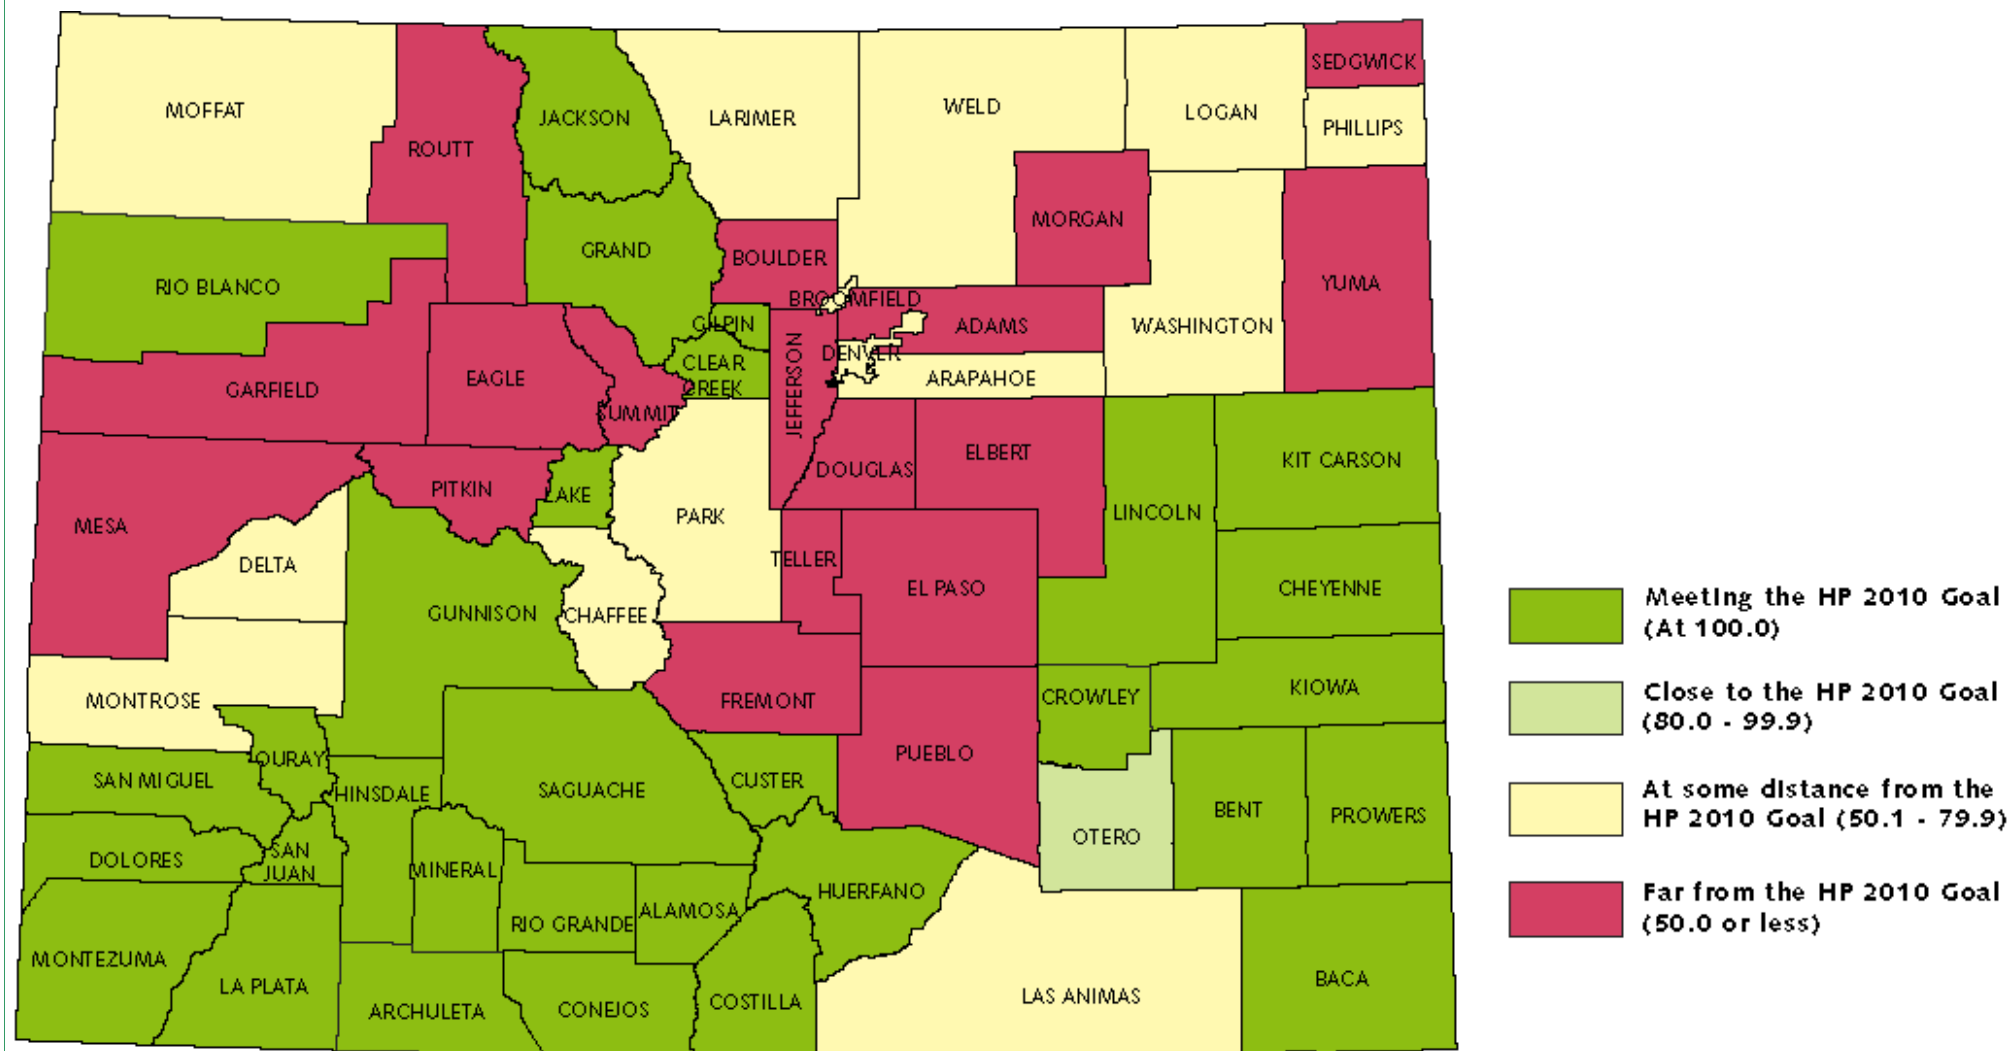 SEDGWICK
MOFFAT
WELD
LOGAN
JACKSON
LARIMER
PHILLIPS
ROUTT
MORGAN
GRAND
BOULDER
RIO BLANCO
YUMA
BROOMFIELD
GILPIN
ADAMS
WASHINGTON
DENVER
CLEAR
CREEK
JEFFERSON
ARAPAHOE
EAGLE
GARFIELD
SUMMIT
ELBERT
KIT CARSON
DOUGLAS
PITKIN
LAKE
LINCOLN
PARK
MESA
DELTA
TELLER
EL PASO
CHEYENNE
GUNNISON
CHAFFEE
KIOWA
CROWLEY
MONTROSE
FREMONT
PUEBLO
OURAY
SAN MIGUEL
CUSTER
SAGUACHE
HINSDALE
BENT
PROWERS
OTERO
SAN
JUAN
DOLORES
MINERAL
HUERFANO
ALAMOSA
RIO GRANDE
MONTEZUMA
LA PLATA
BACA
LAS ANIMAS
COSTILLA
CONEJOS
ARCHULETA
Meeting the HP 2010 Goal
(At 100.0)
Close to the HP 2010 Goal
(80.0 - 99.9)
At some distance from the
HP 2010 Goal (50.1 - 79.9)
Far from the HP 2010 Goal
(50.0 or less)